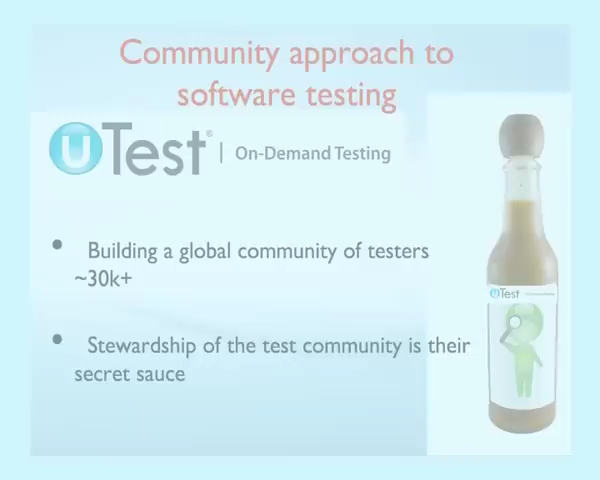 Community approach to
software testing
uTest® | On-Demand Testing
• Building a global community of testers
~30k+
• Stewardship of the test community is their
secret sauce
uTest